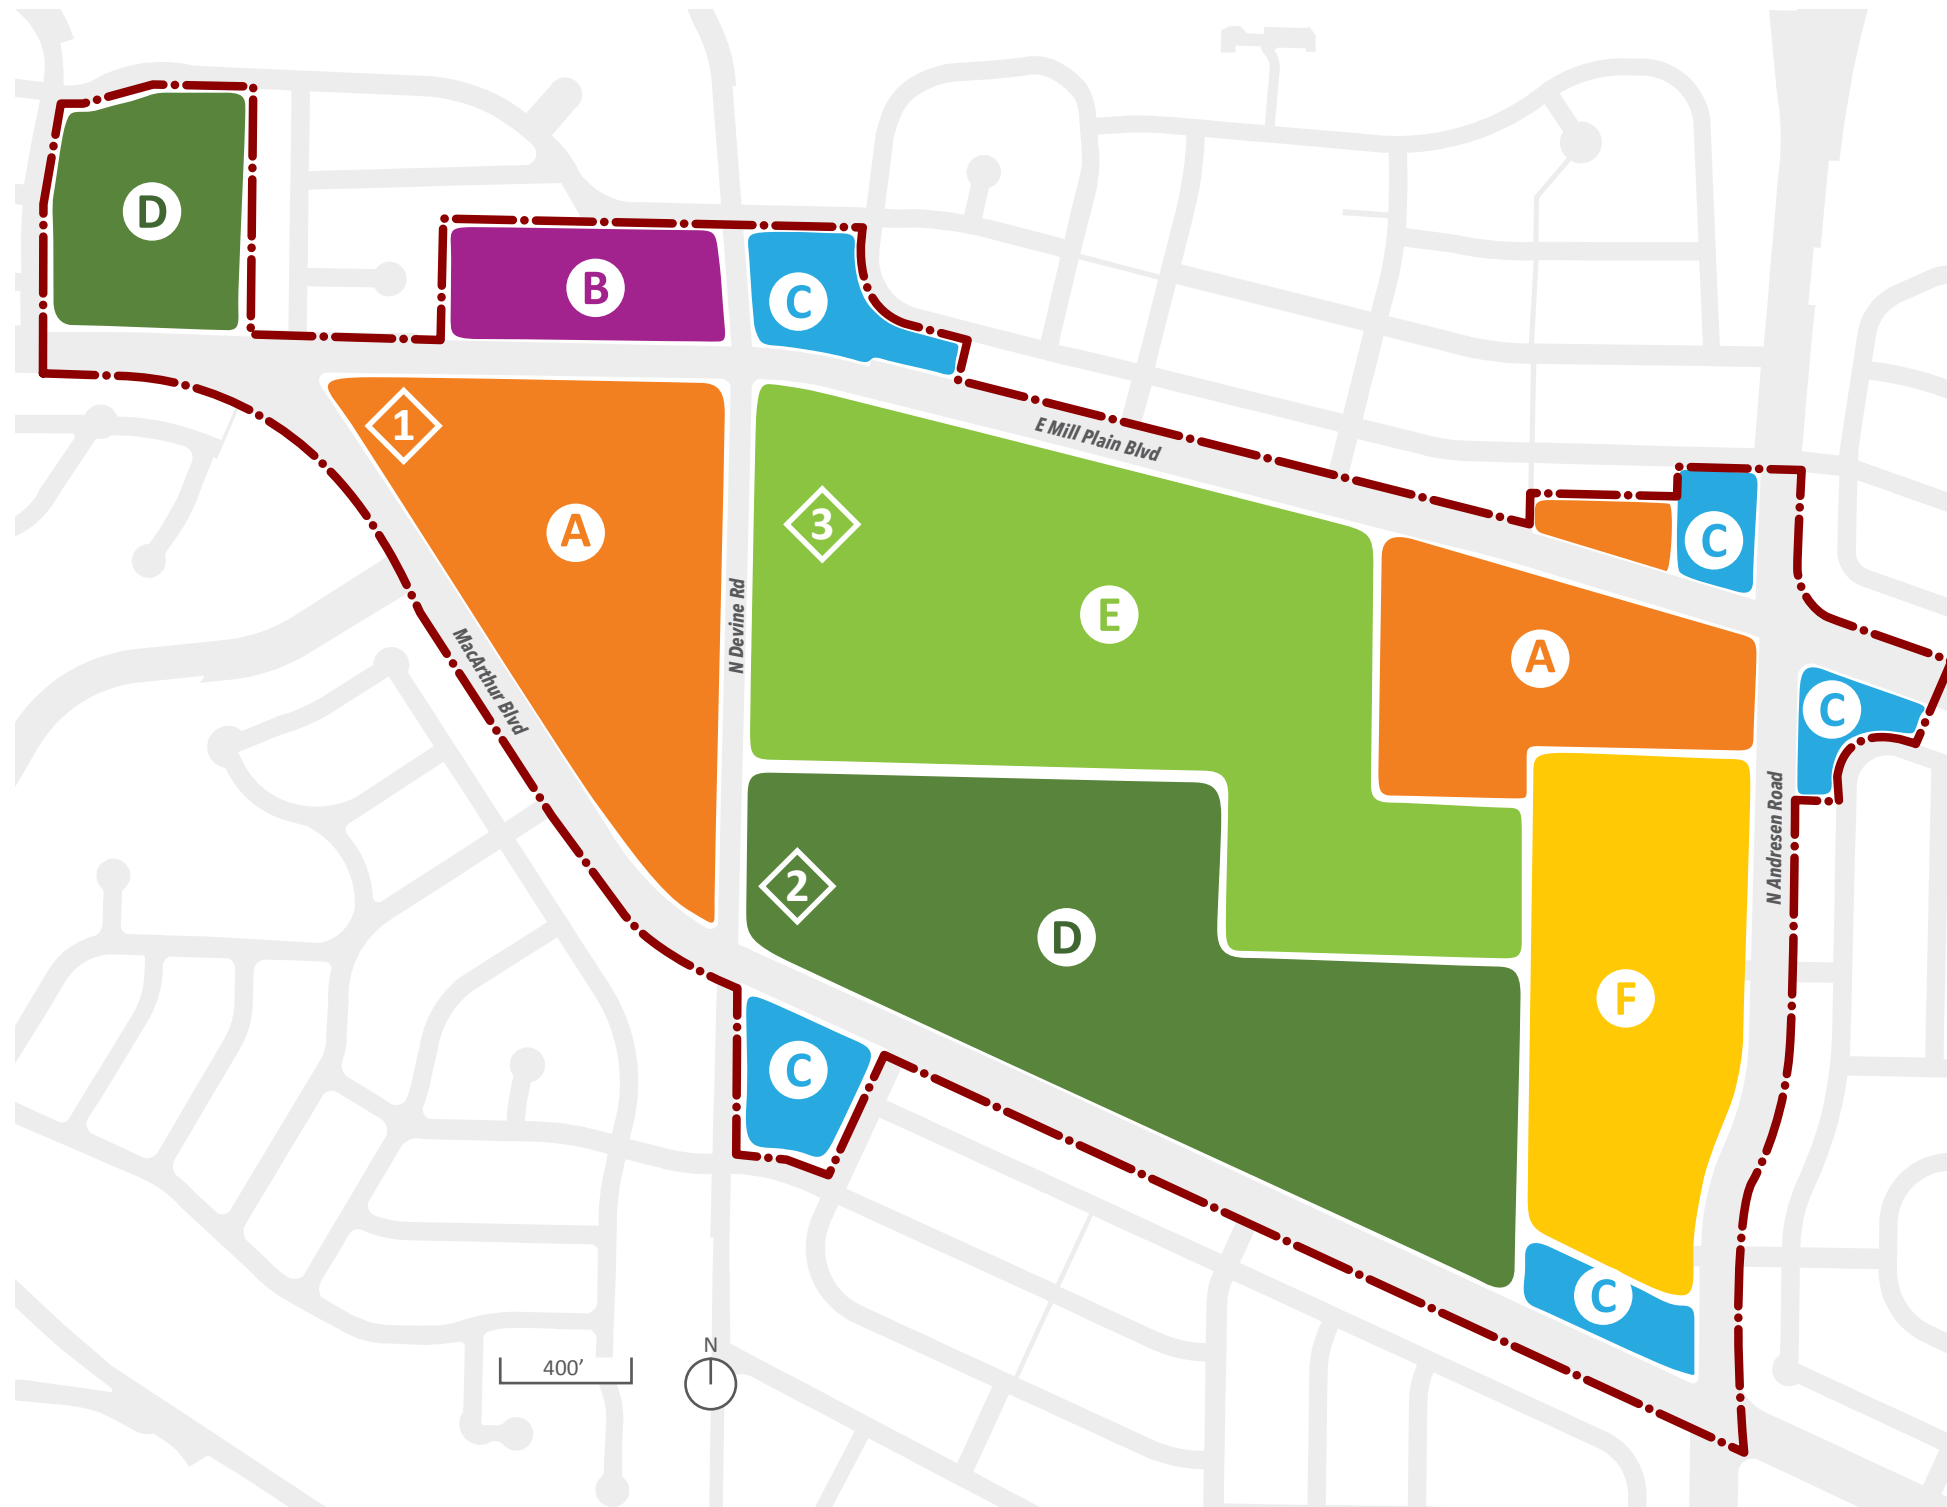 D
B
C
1
E Mill Plain Blvd
3
A
C
E
N Devine Rd
MacArthur Blvd
A
C
N Andresen Road
2
D
F
C
C
N
400’